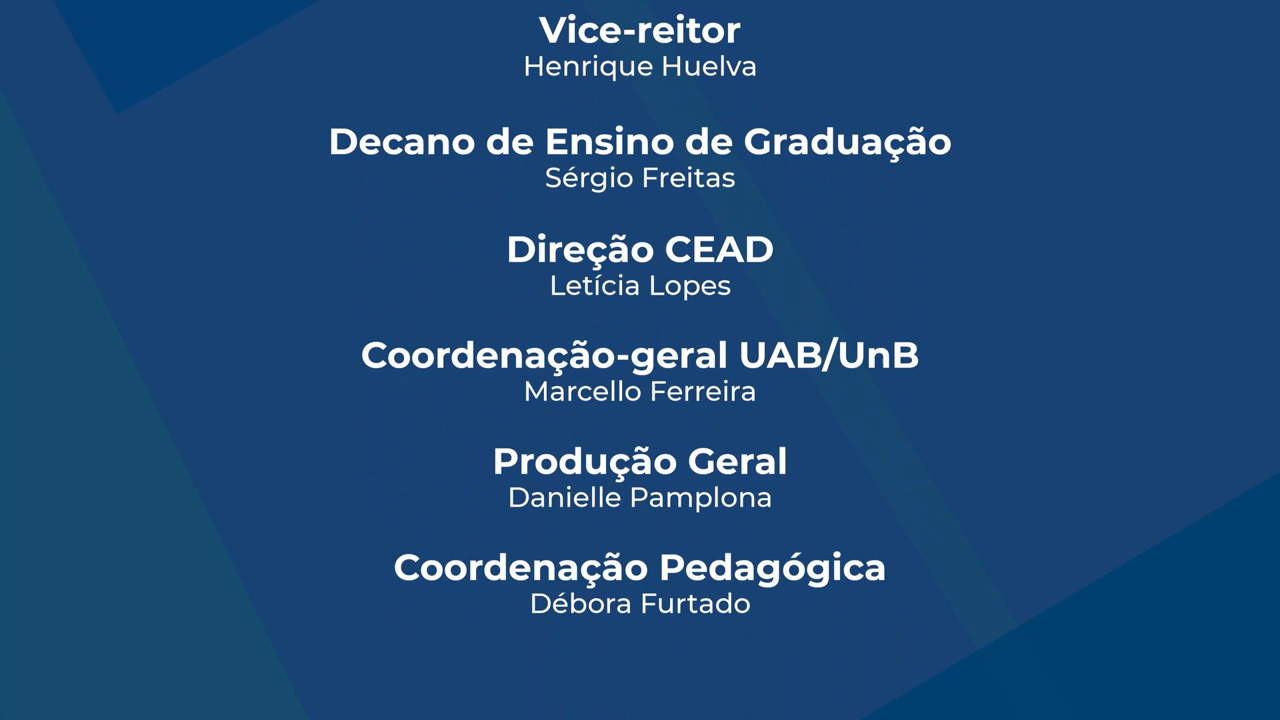 Vice-reitor
Henrique Huelva
Decano de Ensino de Graduação
Sérgio Freitas
Direção CEAD
Letícia Lopes
Coordenação-geral UAB/UnB
Marcello Ferreira
Produção Geral
Danielle Pamplona
Coordenação Pedagógica
Débora Furtado